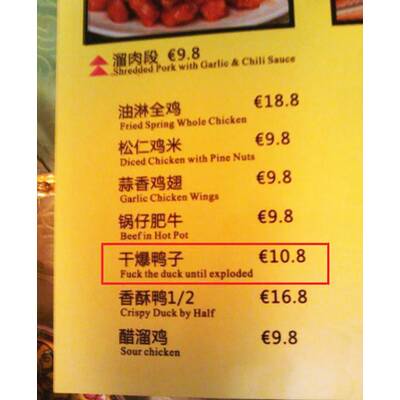 溜肉段 €9.8
Shredded Pork with Garlic & Chili Sauce
油淋全鸡 €18.8
Fried Spring Whole Chicken
松仁鸡米 €9.8
Diced Chicken with Pine Nuts
蒜香鸡翅 €9.8
Garlic Chicken Wings
锅仔肥牛 €9.8
Beef in Hot Pot
干爆鸭子 €10.8
Fuck the duck until exploded
香酥鸭1/2 €16.8
Crispy Duck by Half
醋溜鸡 €9.8
Sour chicken